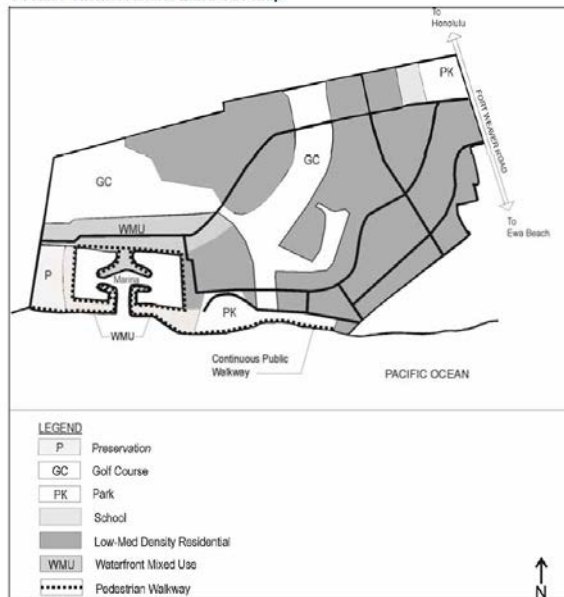 To
Honolulu
PK
FORT WEAVER ROAD
GC
GC
To
Ewa Beach
WMU
P
Marina
PK
WMU
Continuous Public
Walkway
PACIFIC OCEAN
LEGEND
P Preservation
GC Golf Course
PK Park
School
Low-Med Density Residential
WMU Waterfront Mixed Use
Pedestrian Walkway
N